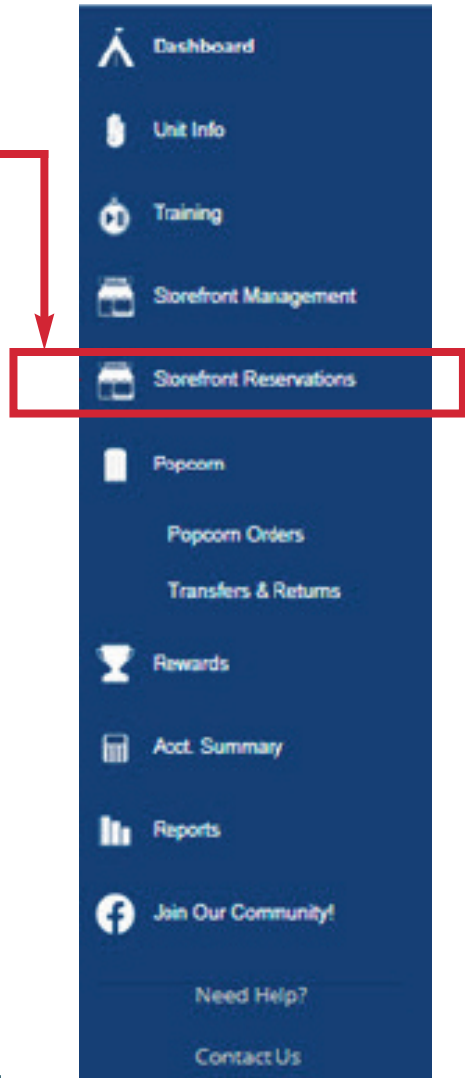 Dashboard
Unit Info
Training
Storefront Management
Storefront Reservations
Popcorn
Popcorn Orders
Transfers & Returns
Rewards
Acct. Summary
Reports
Join Our Community!
Need Help?
Contact Us